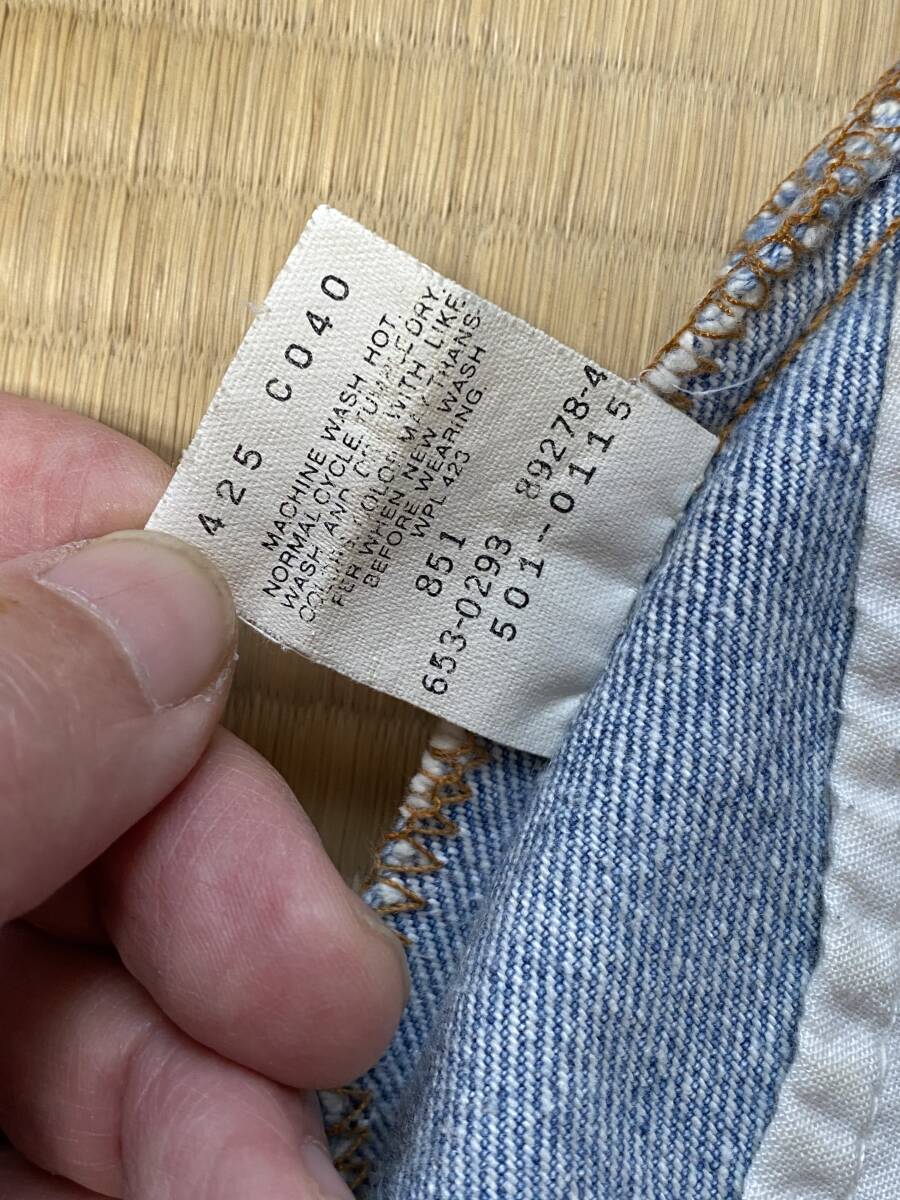 425 C040
MACHINE WASH HOT,
NORMAL CYCLE, TUMBLE DRY.
WASH AND DRY WITH LIKE
COLORS. COLOR MAY TRANS-
FER WHEN NEW. WASH
BEFORE WEARING
WPL 423
851 89278-4
653-0293
501--0115